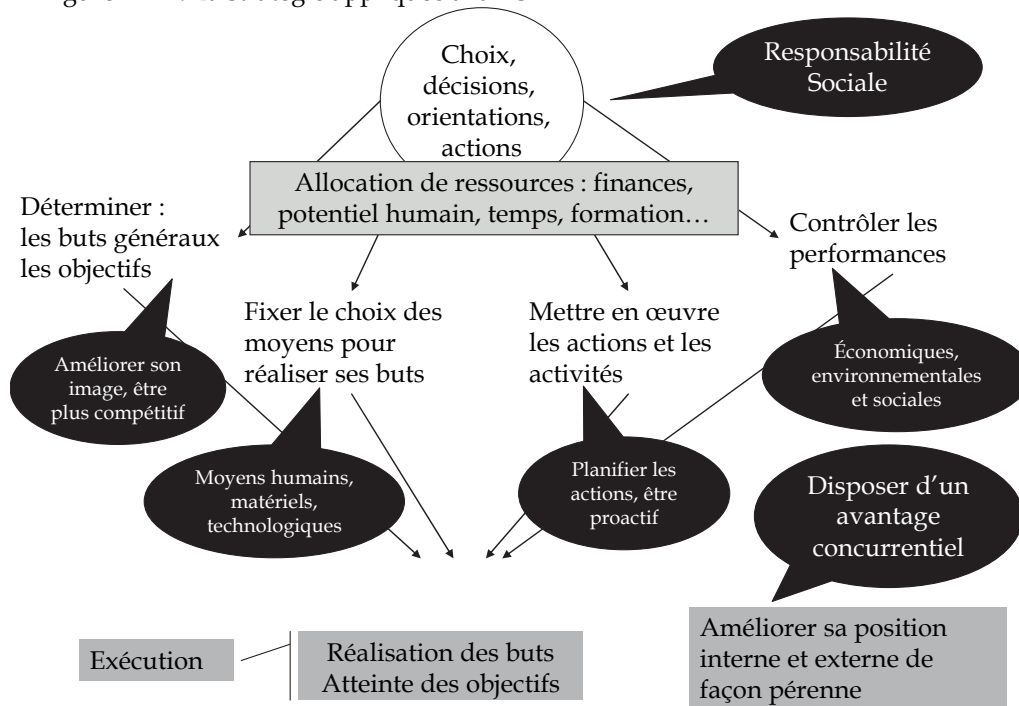 Choix,
décisions,
orientations,
actions
Responsabilité
Sociale
Allocation de ressources : finances,
potentiel humain, temps, formation…
Déterminer :
les buts généraux
les objectifs
Contrôler les
performances
Fixer le choix des
moyens pour
réaliser ses buts
Mettre en œuvre
les actions et les
activités
Améliorer son
image, être
plus compétitif
Économiques,
environnementales
et sociales
Moyens humains,
matériels,
technologiques
Planifier les
actions, être
proactif
Disposer d’un
avantage
concurrentiel
Exécution
Réalisation des buts
Atteinte des objectifs
Améliorer sa position
interne et externe de
façon pérenne